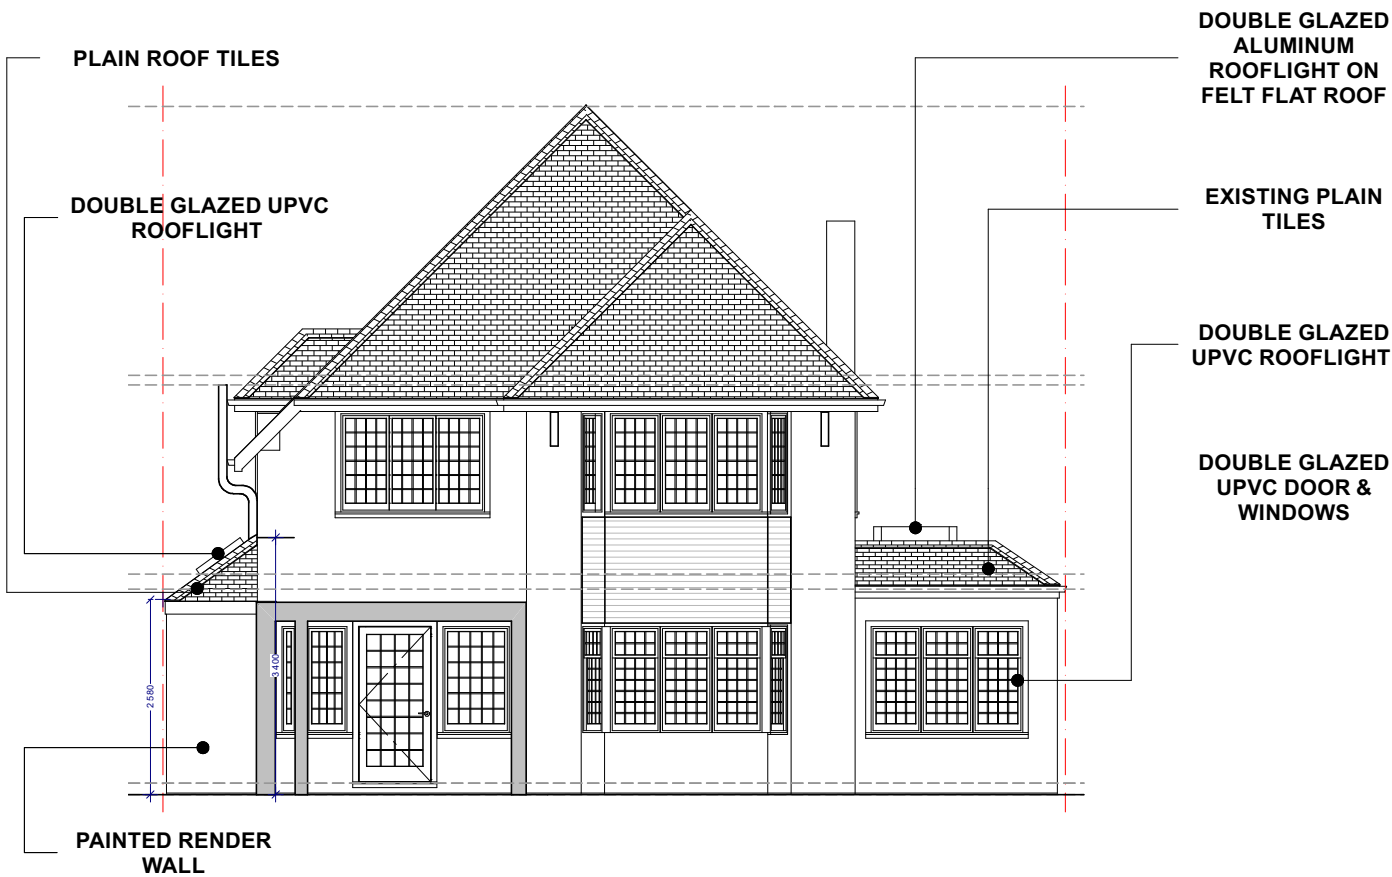 PLAIN ROOF TILES
DOUBLE GLAZED UPVC
ROOFLIGHT
DOUBLE GLAZED
ALUMINUM
ROOFLIGHT ON
FELT FLAT ROOF
EXISTING PLAIN
TILES
DOUBLE GLAZED
UPVC ROOFLIGHT
DOUBLE GLAZED
UPVC DOOR &
WINDOWS
2580
3400
PAINTED RENDER
WALL